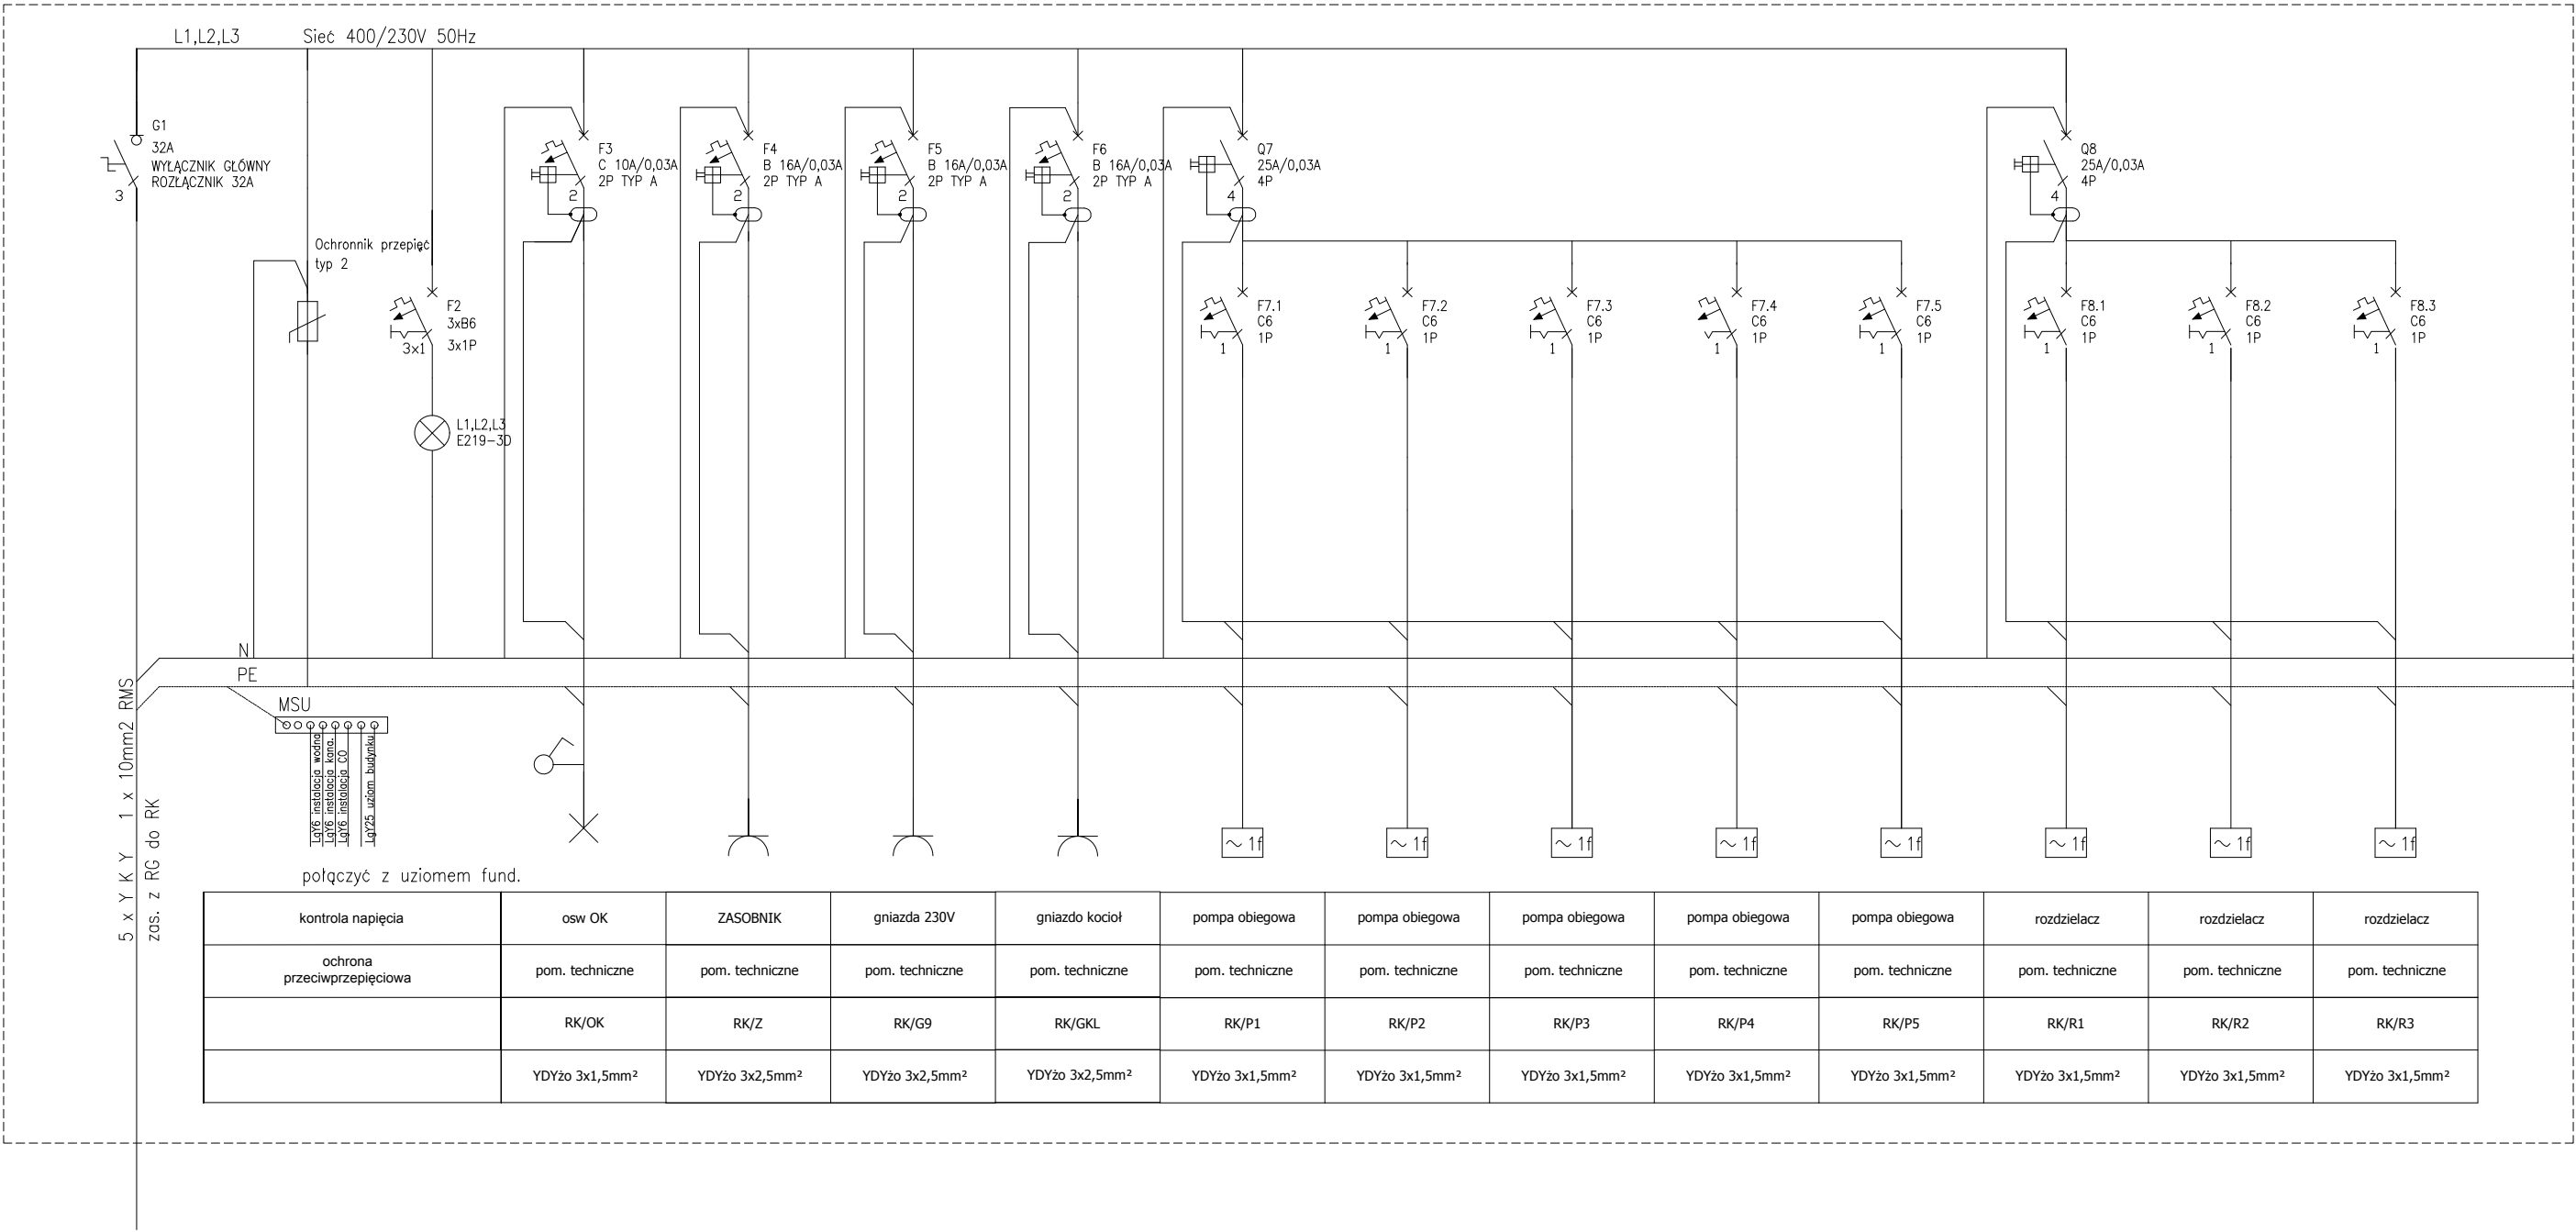 L1,L2,L3
Sieć 400/230V 50Hz
G1
32A
WYŁĄCZNIK GŁÓWNY
ROZŁĄCZNIK 32A
3
Ochronnik przepięć
typ 2
F2
3xB6
3x1P
3x1
L1,L2,L3
E219-3D
F3
C 10A/0,03A
2P TYP A
2
F4
B 16A/0,03A
2P TYP A
2
F5
B 16A/0,03A
2P TYP A
2
F6
B 16A/0,03A
2P TYP A
2
Q7
25A/0,03A
4P
4
Q8
25A/0,03A
4P
4
F7.1
C6
1P
1
F7.2
C6
1P
1
F7.3
C6
1P
1
F7.4
C6
1P
1
F7.5
C6
1P
1
F8.1
C6
1P
1
F8.2
C6
1P
1
F8.3
C6
1P
1
N
PE
MSU
LgY6 instalacja wodna
LgY6 instalacja kana.
LgY6 instalacja CO
LgY25 uziom budynku
połączyć z uziomem fund.
5 x Y K Y 1 x 10mm2 RMS
zas. z RG do RK
~ 1f
~ 1f
~ 1f
~ 1f
~ 1f
~ 1f
~ 1f
~ 1f
kontrola napięcia osw OK ZASOBNIK gniazda 230V gniazdo kocioł pompa obiegowa pompa obiegowa pompa obiegowa pompa obiegowa pompa obiegowa rozdzielacz rozdzielacz rozdzielacz
ochrona
przeciwprzepięciowa pom. techniczne pom. techniczne pom. techniczne pom. techniczne pom. techniczne pom. techniczne pom. techniczne pom. techniczne pom. techniczne pom. techniczne pom. techniczne pom. techniczne
RK/OK RK/Z RK/G9 RK/GKL RK/P1 RK/P2 RK/P3 RK/P4 RK/P5 RK/R1 RK/R2 RK/R3
YDYżo 3x1,5mm² YDYżo 3x2,5mm² YDYżo 3x2,5mm² YDYżo 3x2,5mm² YDYżo 3x1,5mm² YDYżo 3x1,5mm² YDYżo 3x1,5mm² YDYżo 3x1,5mm² YDYżo 3x1,5mm² YDYżo 3x1,5mm² YDYżo 3x1,5mm² YDYżo 3x1,5mm²